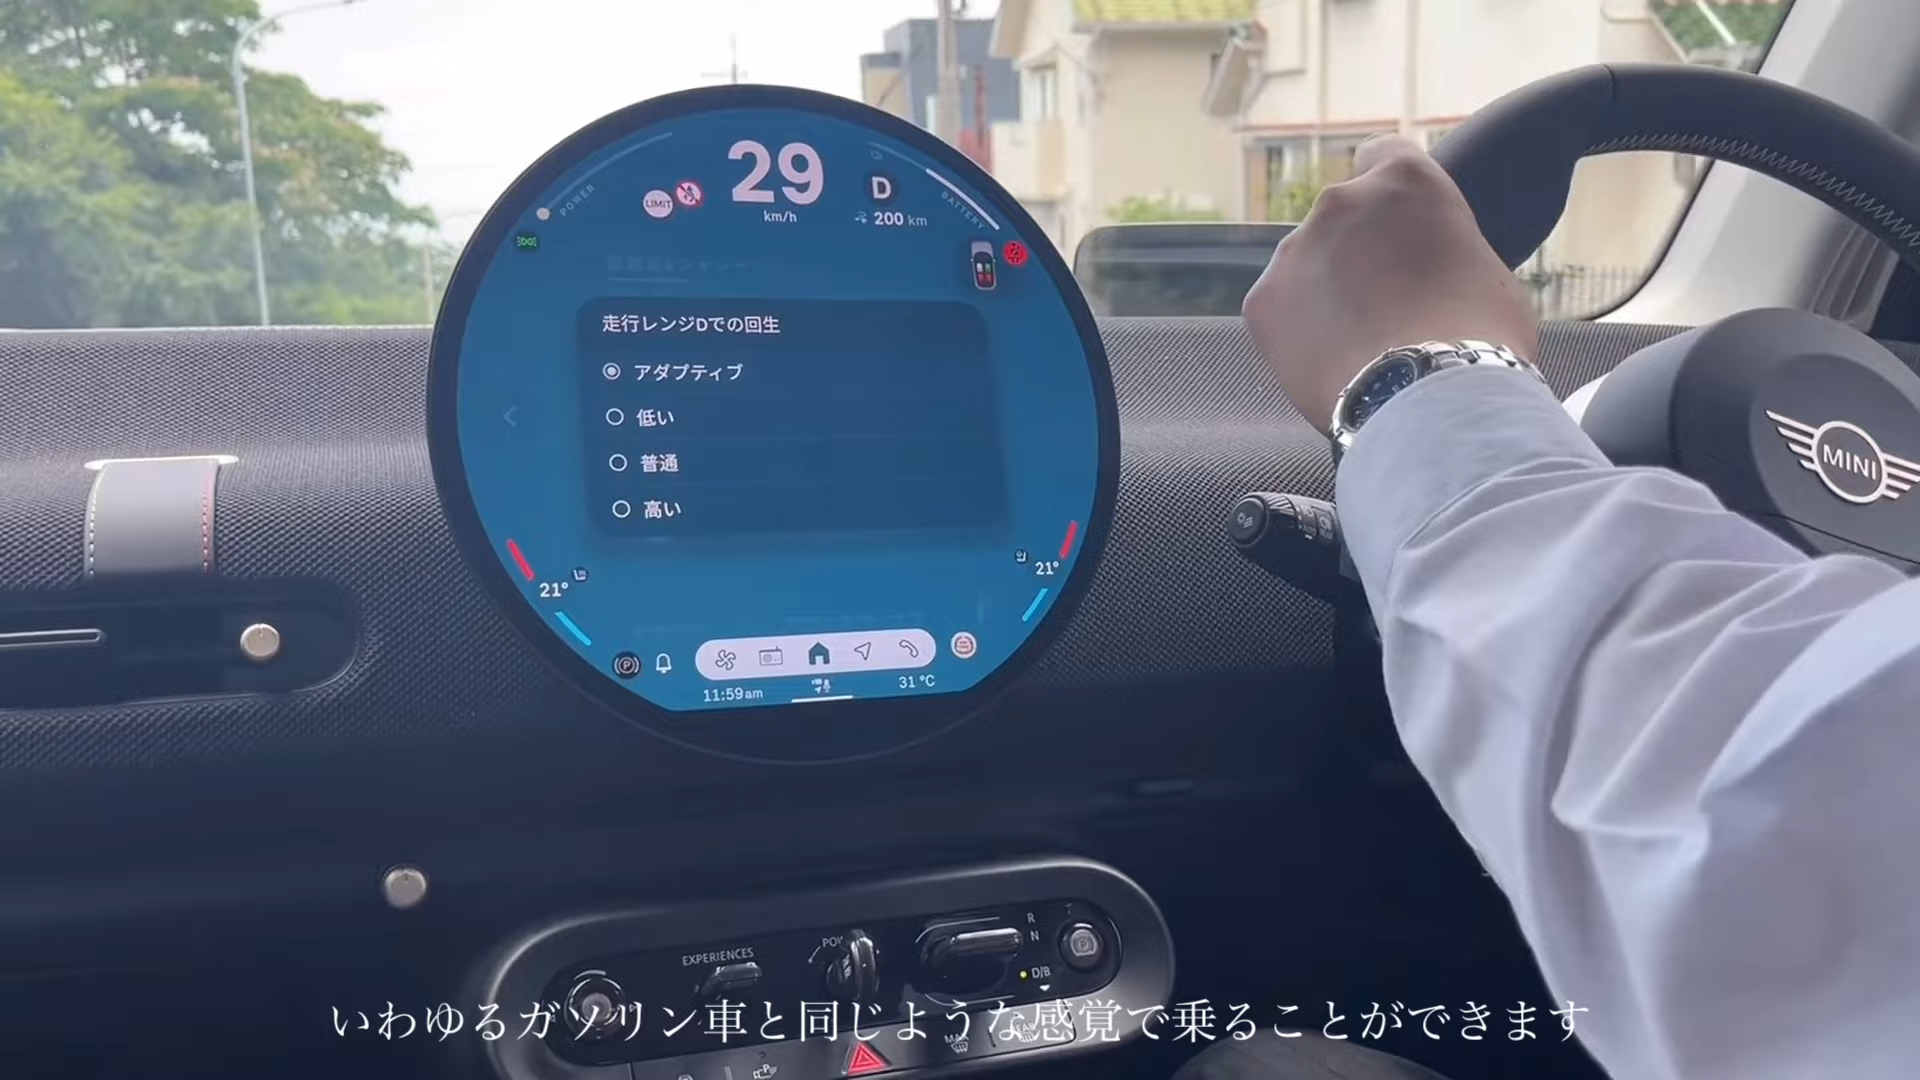 29
km/h
LIMIT
D
200 km
POWER
BATTERY
走行レンジDでの回生
アダプティブ
低い
普通
高い
21°
21°
11:59am
31℃
MINI
EXPERIENCES
R
N
D/B
P
いわゆるガソリン車と同じような感覚で乗ることができます